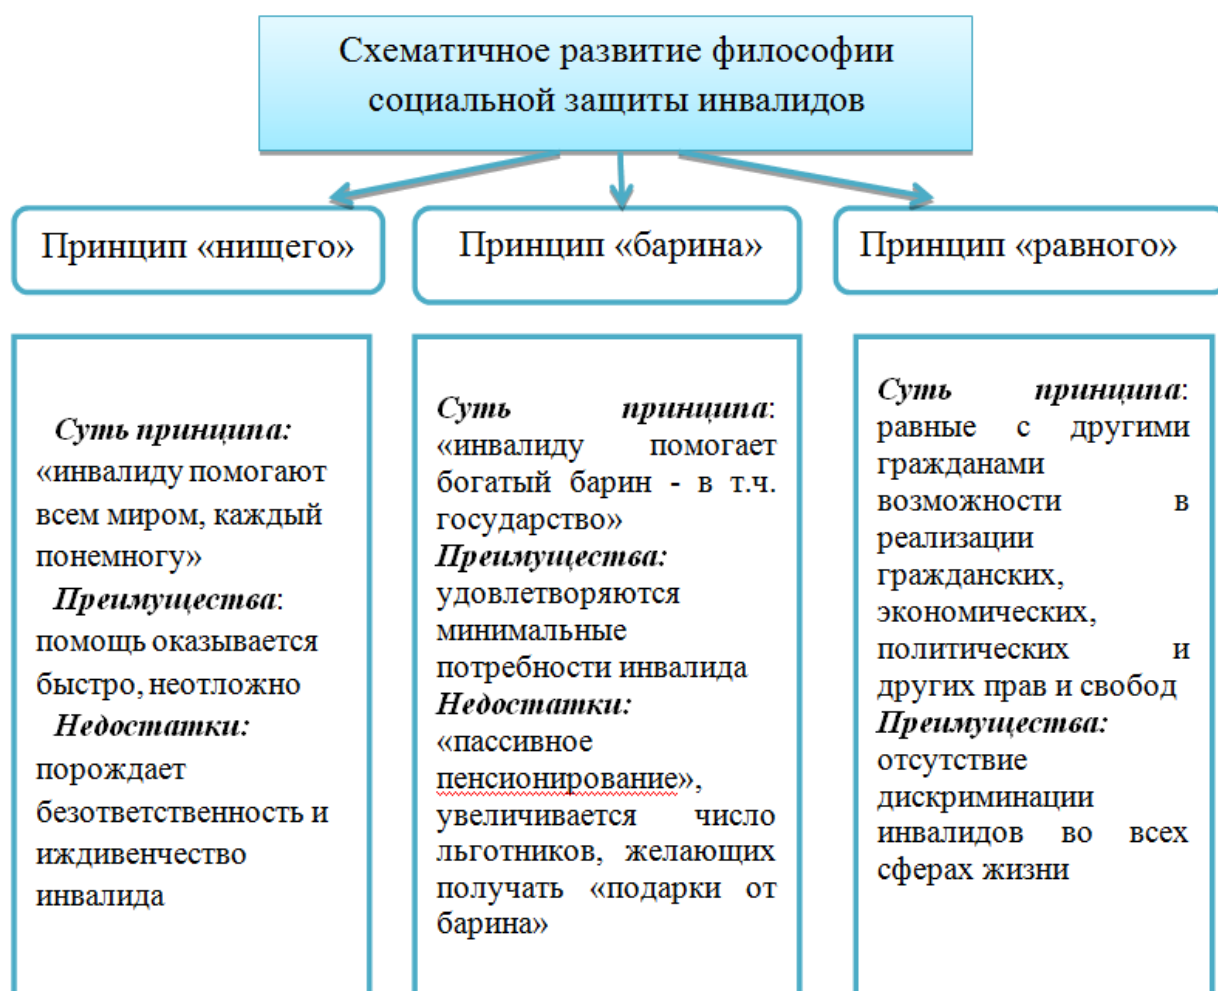 Схематичное развитие философии
социальной защиты инвалидов
Принцип «нищего»
Принцип «барина»
Принцип «равного»
Суть принципа:
«инвалиду помогают
всем миром, каждый
понемногу»
Преимущества:
помощь оказывается
быстро, неотложно
Недостатки:
порождает
безответственность и
иждивенчество
инвалида
Суть принципа:
«инвалиду помогает
богатый барин - в т.ч.
государство»
Преимущества:
удовлетворяются
минимальные
потребности инвалида
Недостатки:
«пассивное
пенсионирование»,
увеличивается число
льготников, желающих
получать «подарки от
барина»
Суть принципа:
равные с другими
гражданами
возможности в
реализации
гражданских,
экономических,
политических и
других прав и свобод
Преимущества:
отсутствие
дискриминации
инвалидов во всех
сферах жизни